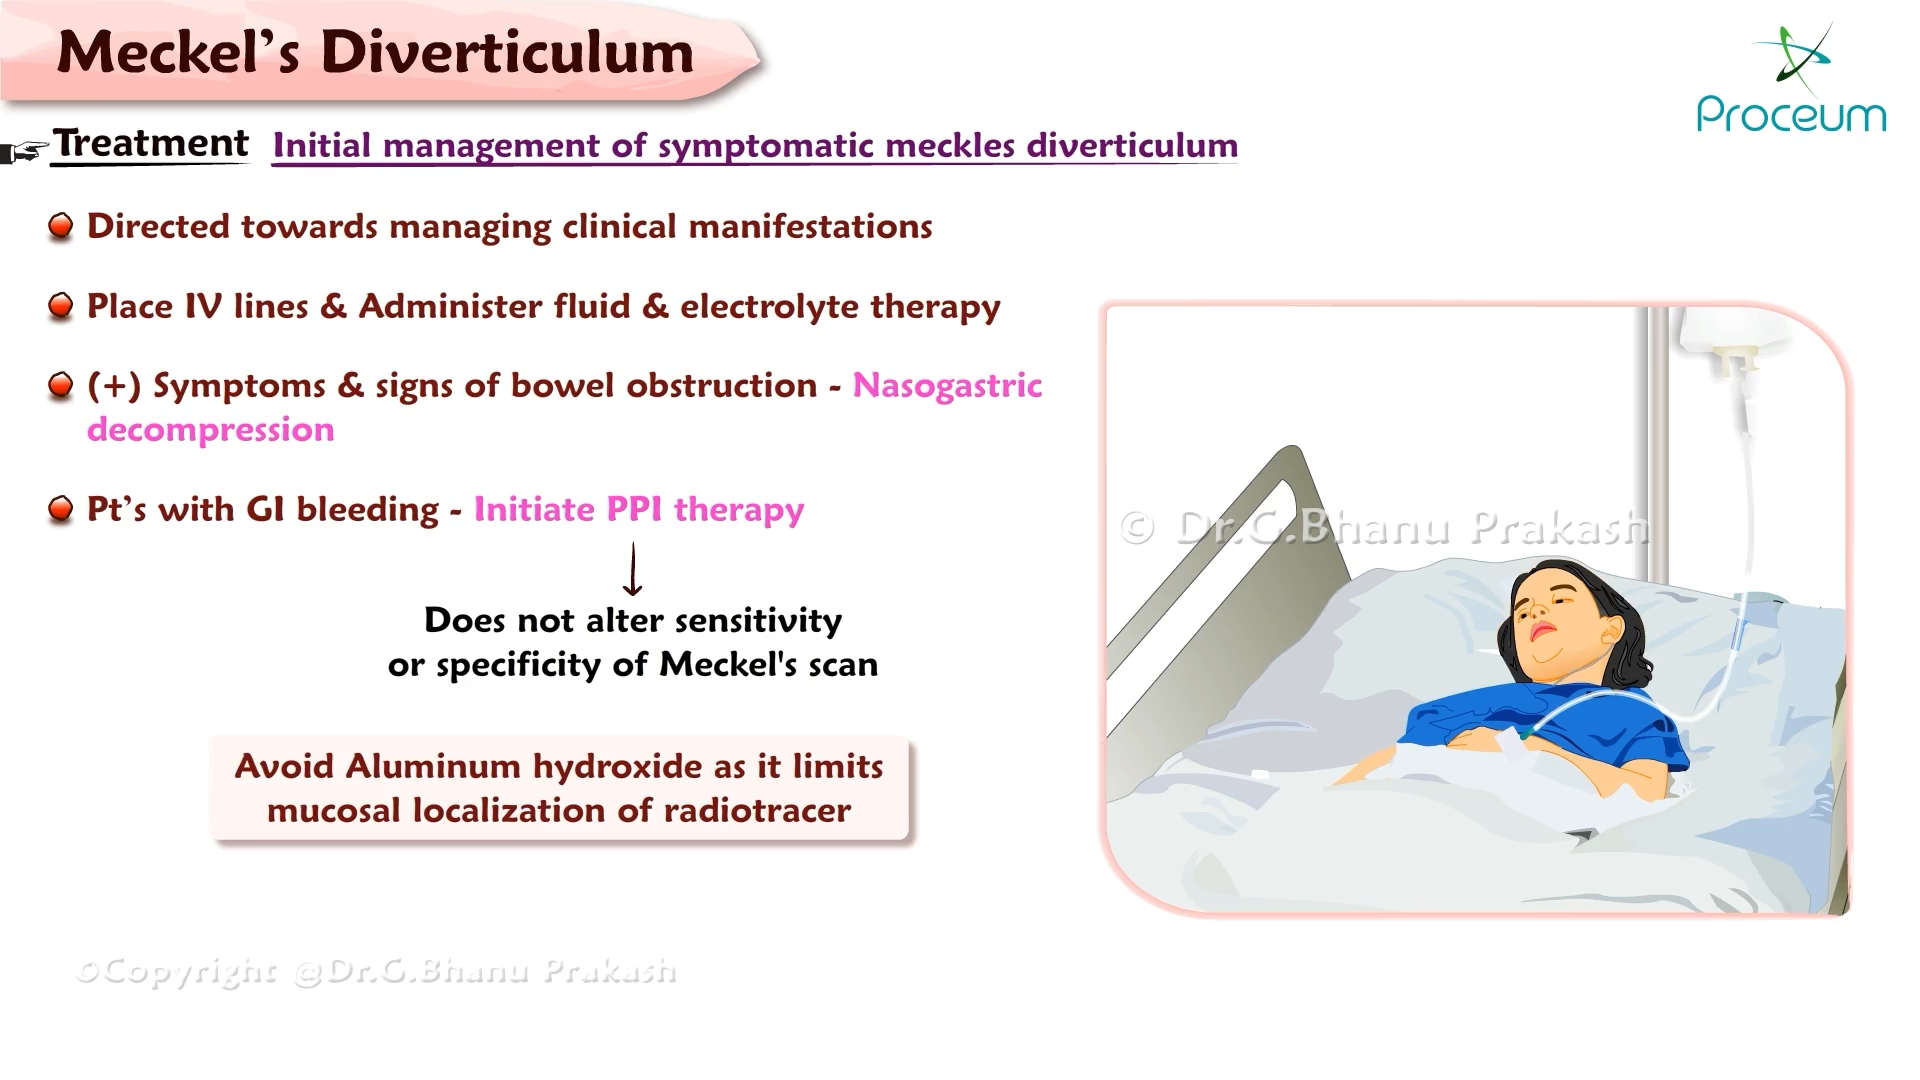 Meckel’s Diverticulum
Proceum
Treatment Initial management of symptomatic meckles diverticulum
Directed towards managing clinical manifestations
Place IV lines & Administer fluid & electrolyte therapy
(+) Symptoms & signs of bowel obstruction - Nasogastric
decompression
Pt’s with GI bleeding - Initiate PPI therapy
Does not alter sensitivity
or specificity of Meckel's scan
Avoid Aluminum hydroxide as it limits
mucosal localization of radiotracer
© Dr.G.Bhanu Prakash
©Copyright @Dr.G.Bhanu Prakash